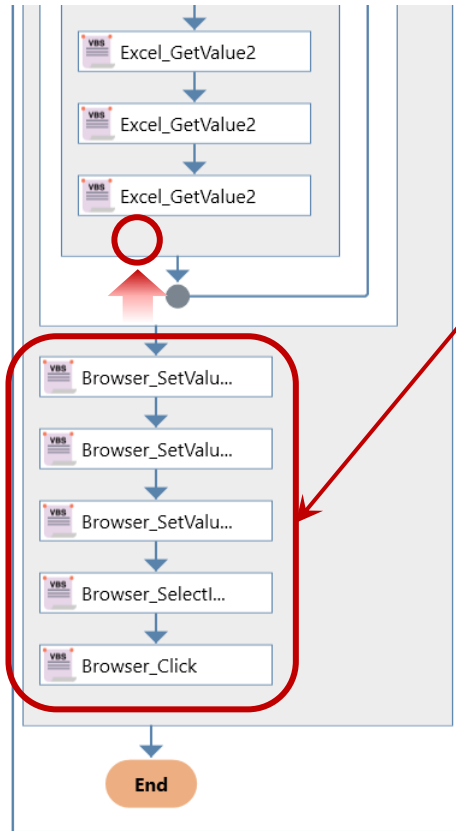 VBS
Excel_GetValue2
VBS
Excel_GetValue2
VBS
Excel_GetValue2
VBS
Browser_SetValu...
VBS
Browser_SetValu...
VBS
Browser_SetValu...
VBS
Browser_SelectI...
VBS
Browser_Click
End